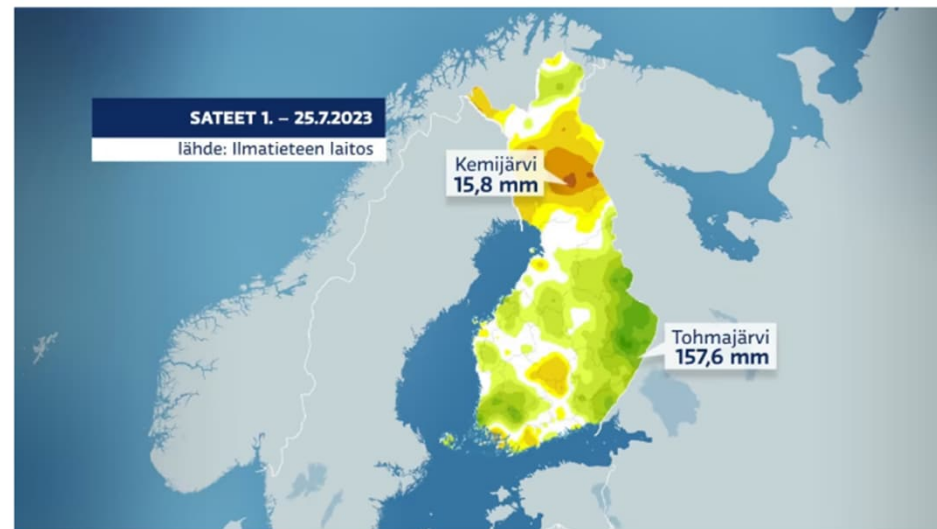 SATEET 1. – 25.7.2023
lähde: Ilmatieteen laitos
Kemijärvi
15,8 mm
Tohmajärvi
157,6 mm